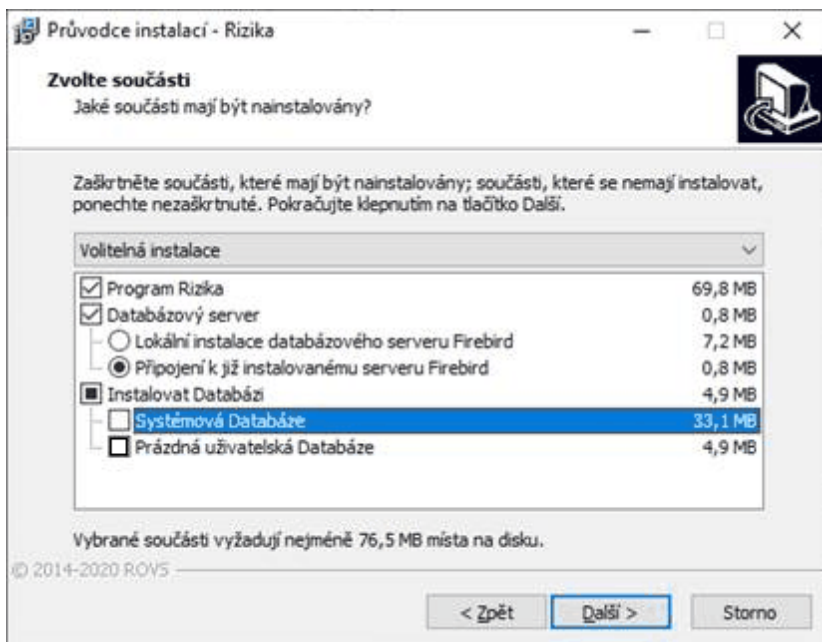 Průvodce instalací - Rizika
Zvolte součásti
Jaké součásti mají být nainstalovány?
Zaškrtněte součásti, které mají být nainstalovány; součásti, které se nemají instalovat,
ponechte nezaškrtnuté. Pokračujte klepnutím na tlačítko Další.
Volitelná instalace
Program Rizika 69,8 MB
Databázový server 0,8 MB
Lokální instalace databázového serveru Firebird 7,2 MB
Připojení k již instalovanému serveru Firebird 0,8 MB
Instalovat Databázi 4,9 MB
Systémová Databáze 33,1 MB
Prázdná uživatelská Databáze 4,9 MB
Vybrané součásti vyžadují nejméně 76,5 MB místa na disku.
© 2014-2020 ROVS
< Zpět Další > Storno